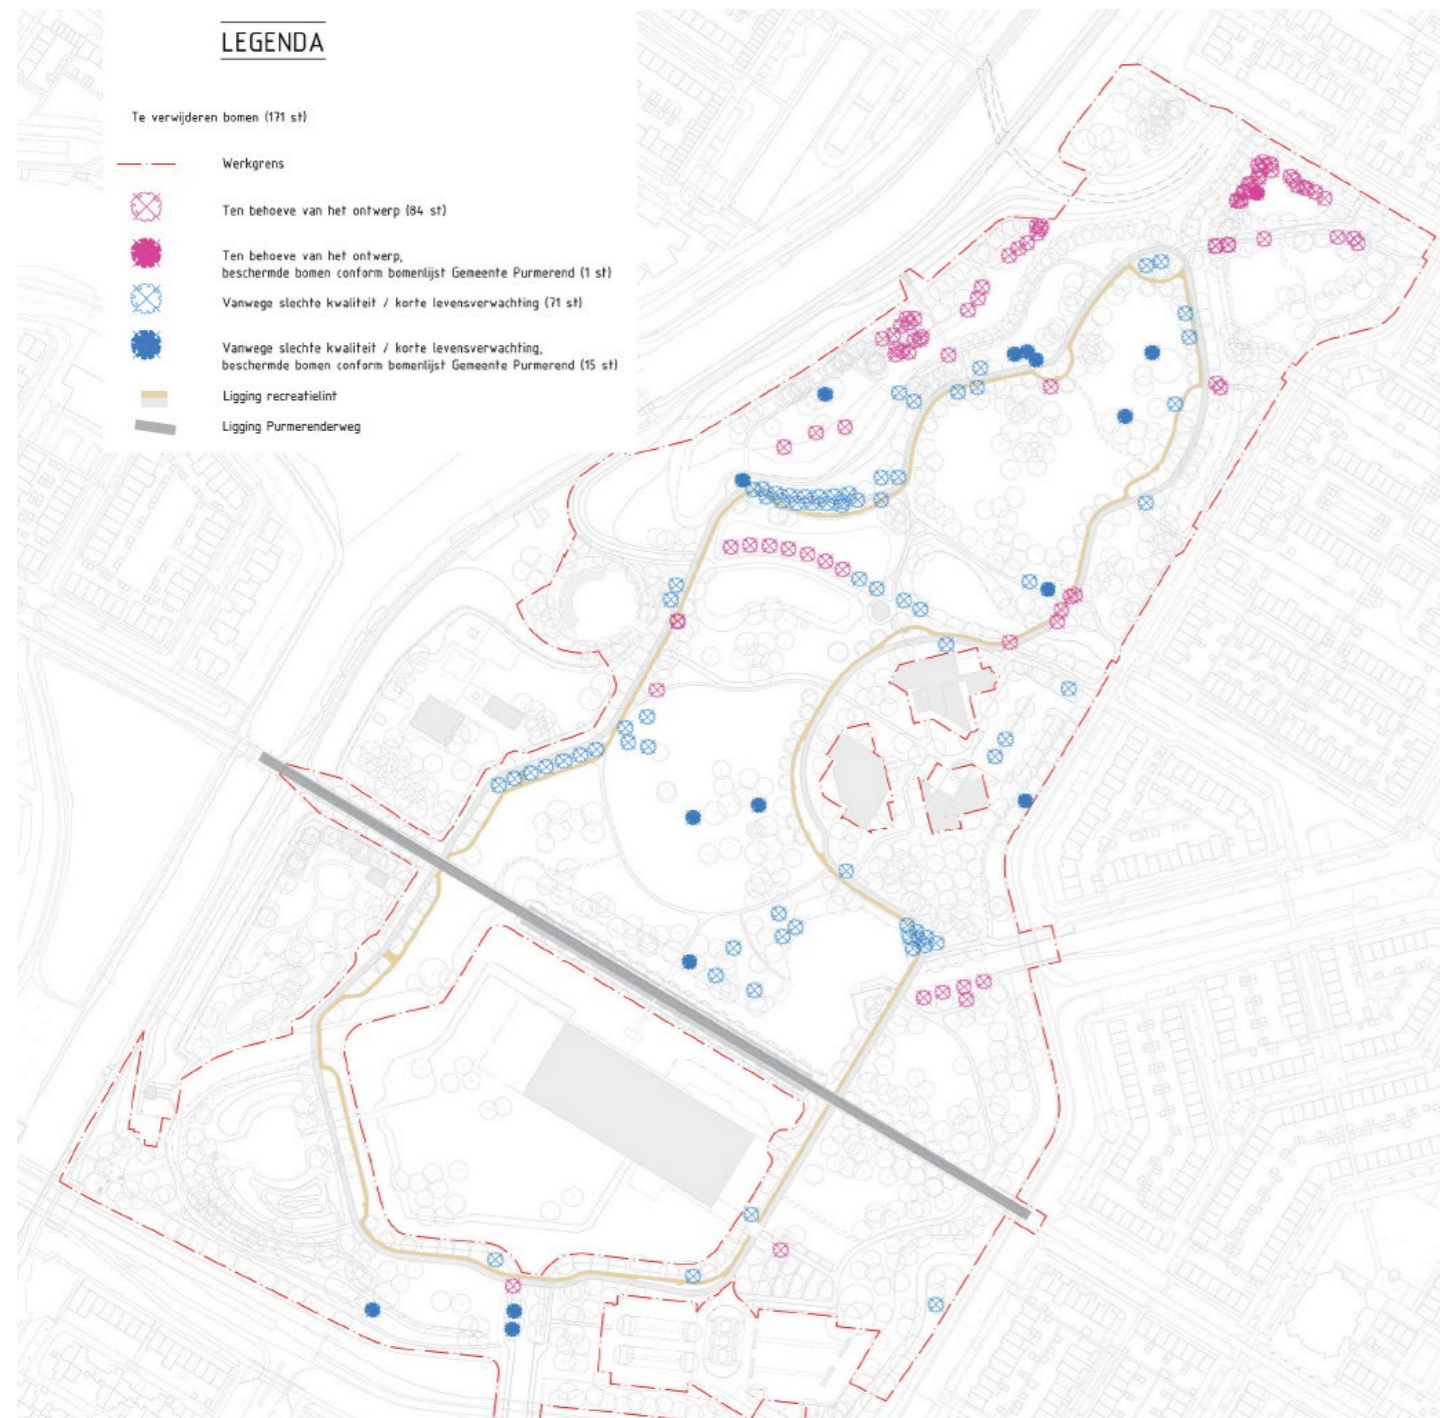 LEGENDA
Te verwijderen bomen (171 st)
Werkgrens
Ten behoeve van het ontwerp (84 st)
Ten behoeve van het ontwerp,
beschermde bomen conform bomenlijst Gemeente Purmerend (1 st)
Vanwege slechte kwaliteit / korte levensverwachting (71 st)
Vanwege slechte kwaliteit / korte levensverwachting,
beschermde bomen conform bomenlijst Gemeente Purmerend (15 st)
Ligging recreatielint
Ligging Purmerenderweg